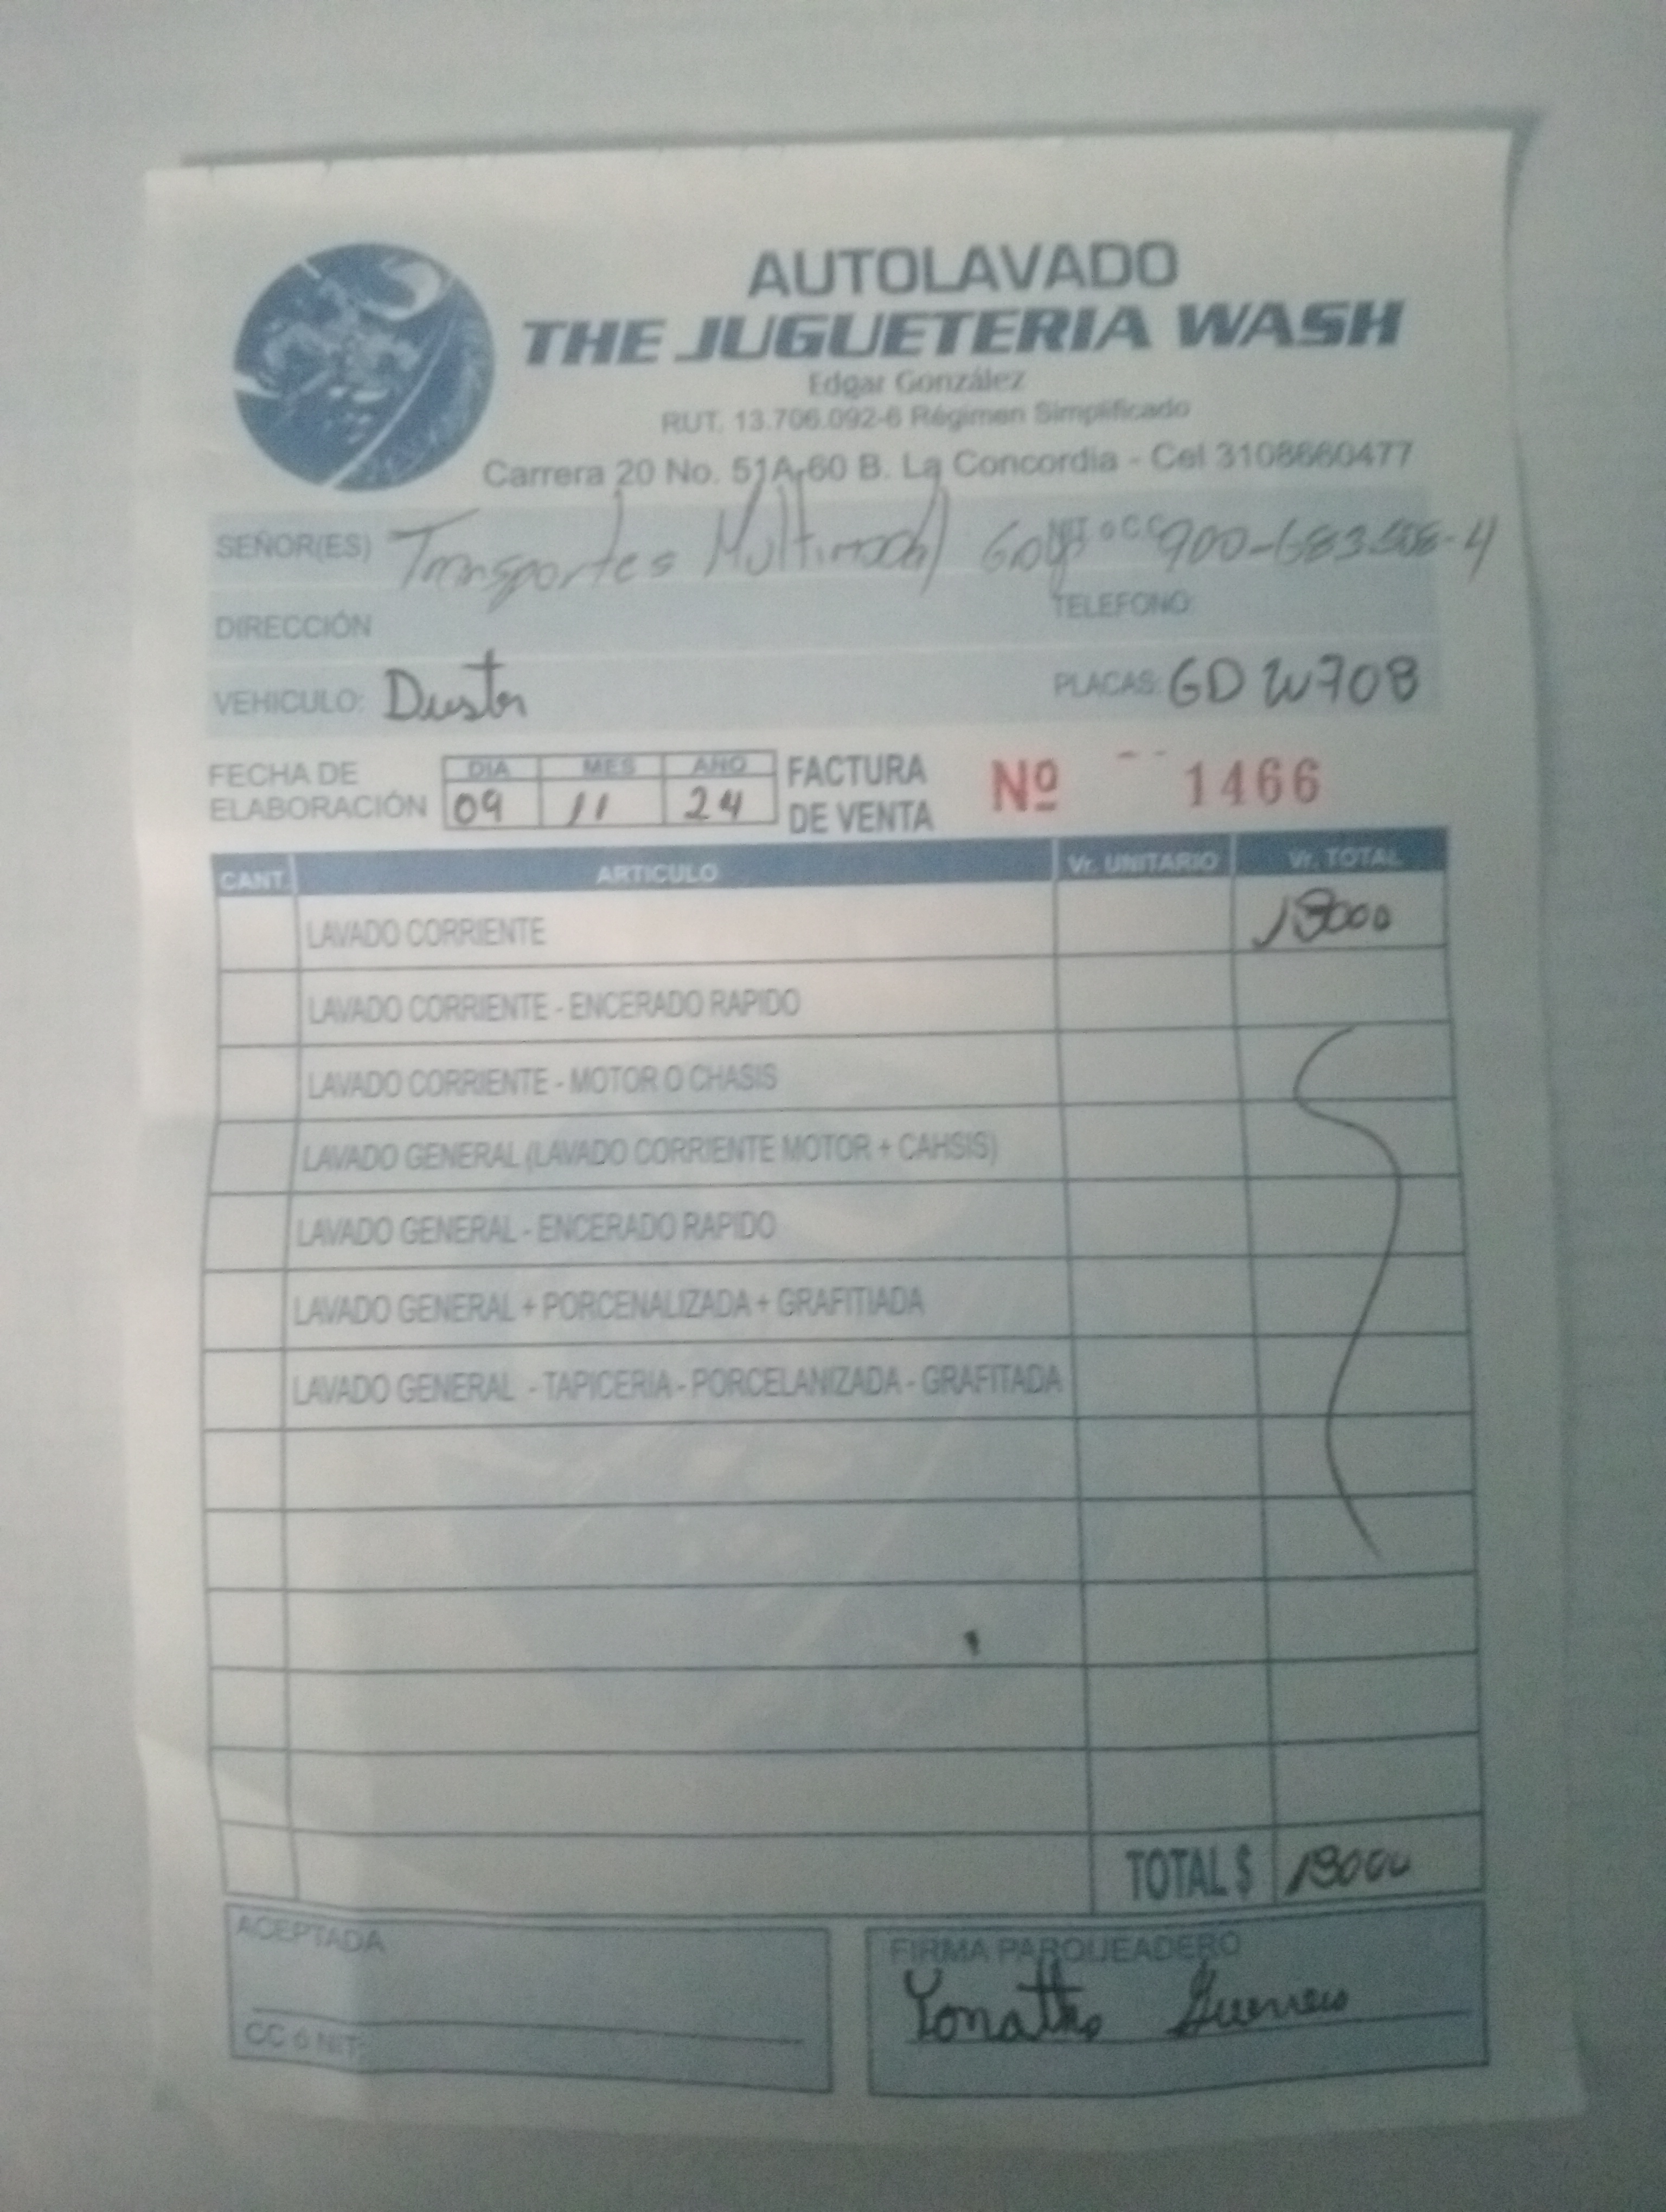 AUTOLAVADO
THE JUGUETERIA WASH
Edgar González
RUT. 13.706.092-6 Régimen Simplificado
Carrera 20 No. 51A-60 B. La Concordia - Cel 3108660477
SEÑOR(ES) Transportes Multimodal NIT o C.C.
DIRECCIÓN TELEFONO:
VEHICULO: Duster PLACAS: GDW708
FECHA DE ELABORACIÓN DIA MES AÑO 09 11 24 FACTURA DE VENTA Nº 1466
CANT. ARTICULO Vr. UNITARIO Vr. TOTAL
LAVADO CORRIENTE
LAVADO CORRIENTE - ENCERADO RAPIDO
LAVADO CORRIENTE - MOTOR O CHASIS
LAVADO GENERAL (LAVADO CORRIENTE MOTOR + CAHSIS)
LAVADO GENERAL - ENCERADO RAPIDO
LAVADO GENERAL + PORCENALIZADA + GRAFITIADA
LAVADO GENERAL - TAPICERIA - PORCELANIZADA - GRAFITADA
TOTAL $
ACEPTADA
CC ó NIT:
FIRMA PARQUEADERO
Guerrero